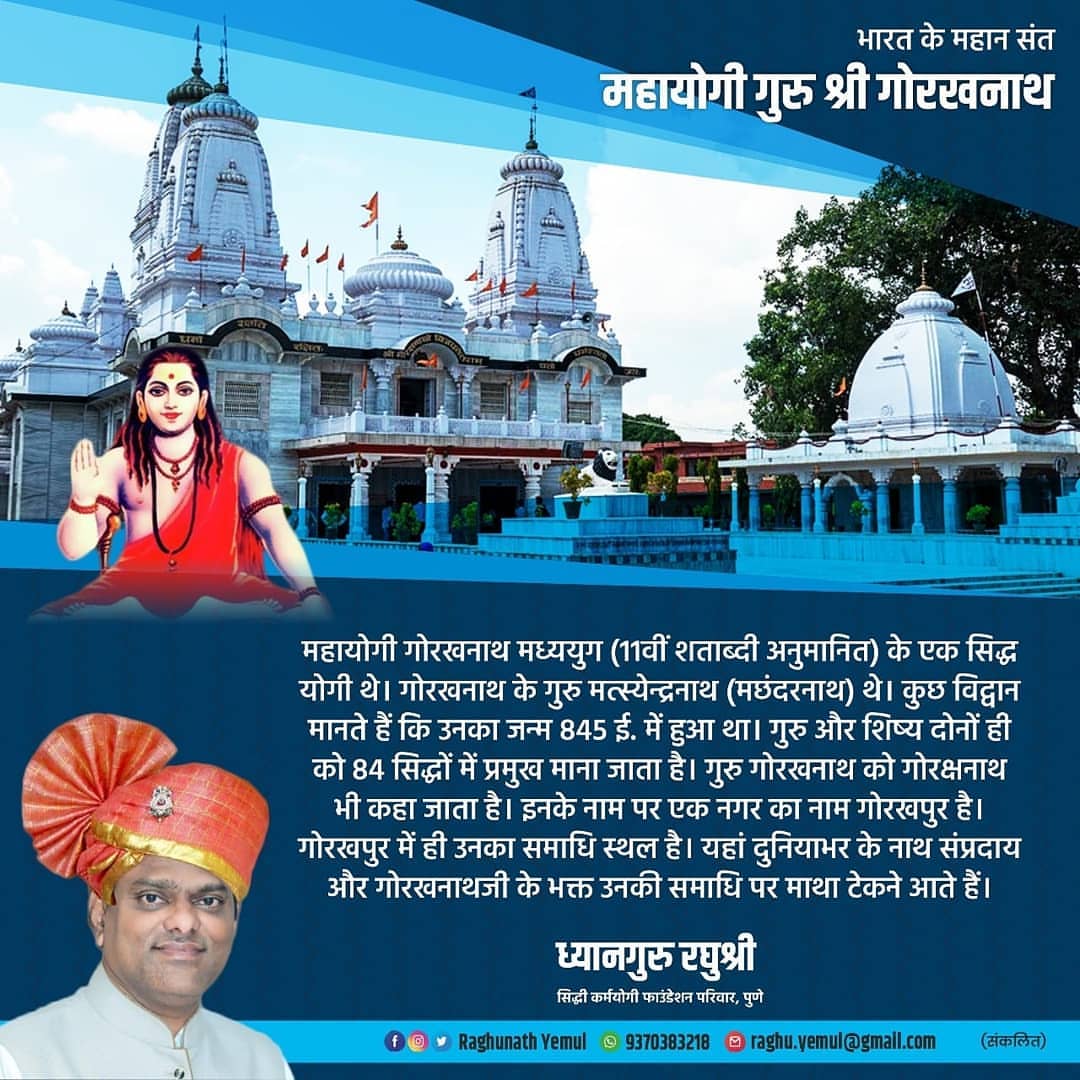 भारत के महान संत
महायोगी गुरु श्री गोरखनाथ
महायोगी गोरखनाथ मध्ययुग (11वीं शताब्दी अनुमानित) के एक सिद्ध
योगी थे। गोरखनाथ के गुरु मत्स्येन्द्रनाथ (मछंदरनाथ) थे। कुछ विद्वान
मानते हैं कि उनका जन्म 845 ई. में हुआ था। गुरु और शिष्य दोनों ही
को 84 सिद्धों में प्रमुख माना जाता है। गुरु गोरखनाथ को गोरक्षनाथ
भी कहा जाता है। इनके नाम पर एक नगर का नाम गोरखपुर है।
गोरखपुर में ही उनका समाधि स्थल है। यहां दुनियाभर के नाथ संप्रदाय
और गोरखनाथजी के भक्त उनकी समाधि पर माथा टेकने आते हैं।
ध्यानगुरु रघुश्री
सिद्धी कर्मयोगी फाउंडेशन परिवार, पुणे
Raghunath Yemul 9370383218 raghu.yemul@gmail.com (संकलित)